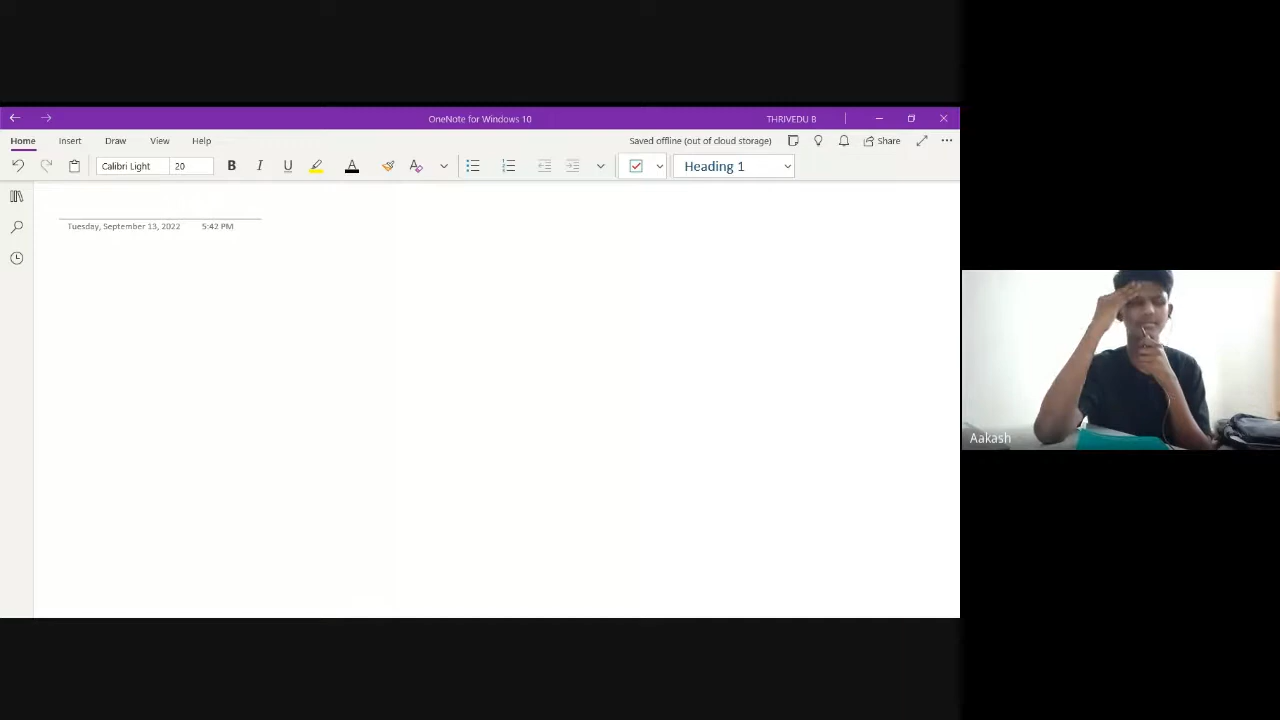 OneNote for Windows 10
THRIVEDU B
Home Insert Draw View Help
Saved offline (out of cloud storage)
Share
Calibri Light 20
B I U A A
Heading 1
Tuesday, September 13, 2022 5:42 PM
Aakash